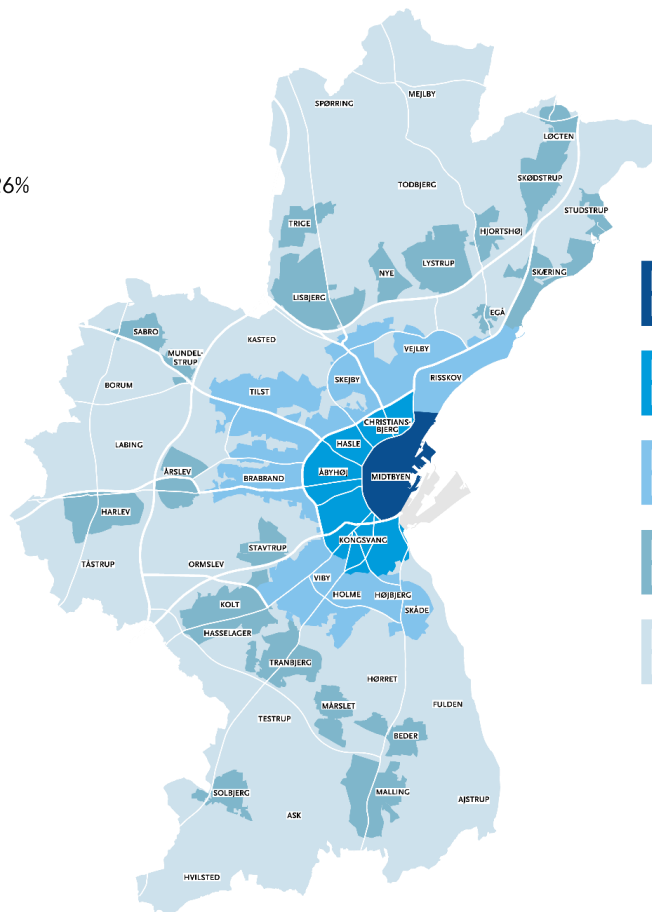 MEJLBY
SPØRRING
LØGTEN
SKØDSTRUP
26%
TODBJERG
STUDSTRUP
TRIGE
HJORTSHØJ
LYSTRUP
NYE
SKÆRING
LISBJERG
EGÅ
SABRO
KASTED
MUNDEL-
STRUP
VEJLBY
SKEJBY
RISSKOV
BORUM
TILST
CHRISTIANS-
BJERG
HASLE
LABING
ÅRSLEV
ÅBYHØJ
BRABRAND
MIDTBYEN
HARLEV
KONGSVANG
STAVTRUP
TÅSTRUP
ORMSLEV
VIBY
HOLME
HØJBJERG
KOLT
SKÅDE
HASSELAGER
TRANBJERG
HØRRET
MÅRSLET
FULDEN
TESTRUP
BEDER
SOLBJERG
MALLING
AJSTRUP
ASK
HVILSTED